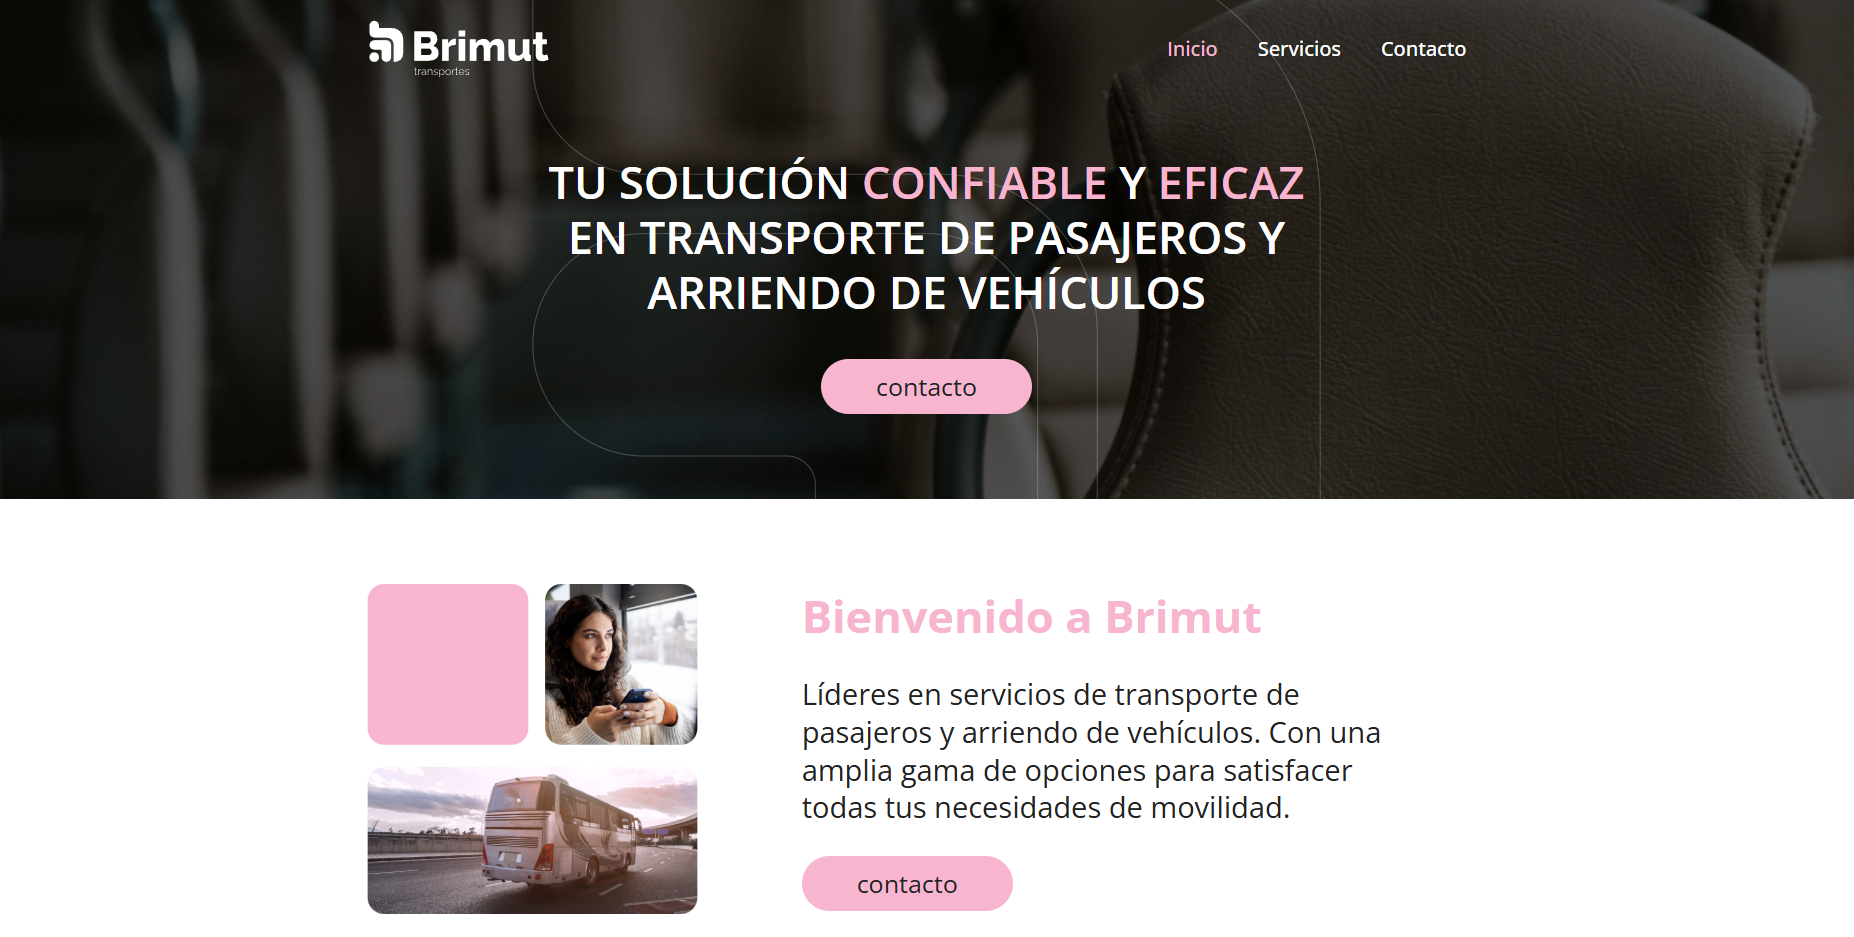 Brimut
transportes
Inicio Servicios Contacto
TU SOLUCIÓN CONFIABLE Y EFICAZ
EN TRANSPORTE DE PASAJEROS Y
ARRIENDO DE VEHÍCULOS
contacto
Bienvenido a Brimut
Líderes en servicios de transporte de
pasajeros y arriendo de vehículos. Con una
amplia gama de opciones para satisfacer
todas tus necesidades de movilidad.
contacto